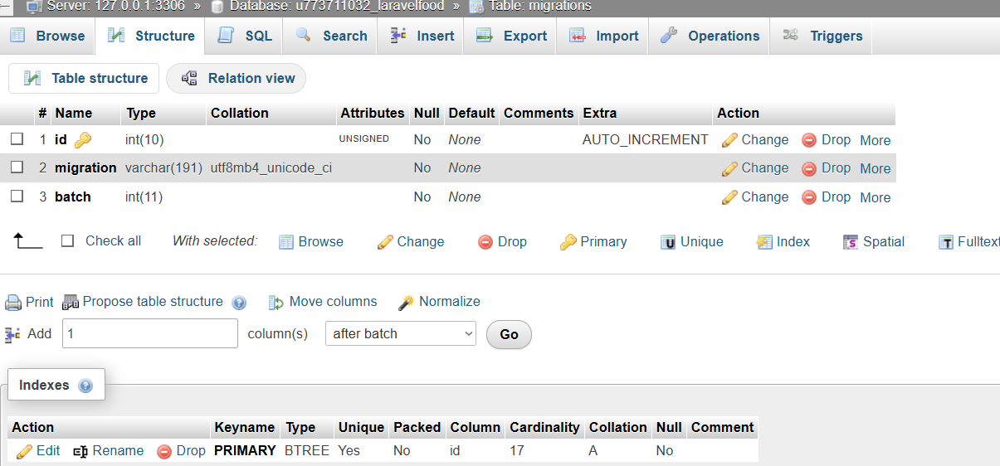 Server: 127.0.0.1:3306 » Database: u773711032_laravelfood » Table: migrations
Browse Structure SQL Search Insert Export Import Operations Triggers
Table structure Relation view
# Name Type Collation Attributes Null Default Comments Extra Action
1 id int(10) UNSIGNED No None AUTO_INCREMENT Change Drop More
2 migration varchar(191) utf8mb4_unicode_ci No None Change Drop More
3 batch int(11) No None Change Drop More
Check all With selected: Browse Change Drop Primary Unique Index Spatial Fulltext
Print Propose table structure Move columns Normalize
Add 1 column(s) after batch Go
Indexes
Action Keyname Type Unique Packed Column Cardinality Collation Null Comment
Edit Rename Drop PRIMARY BTREE Yes No id 17 A No